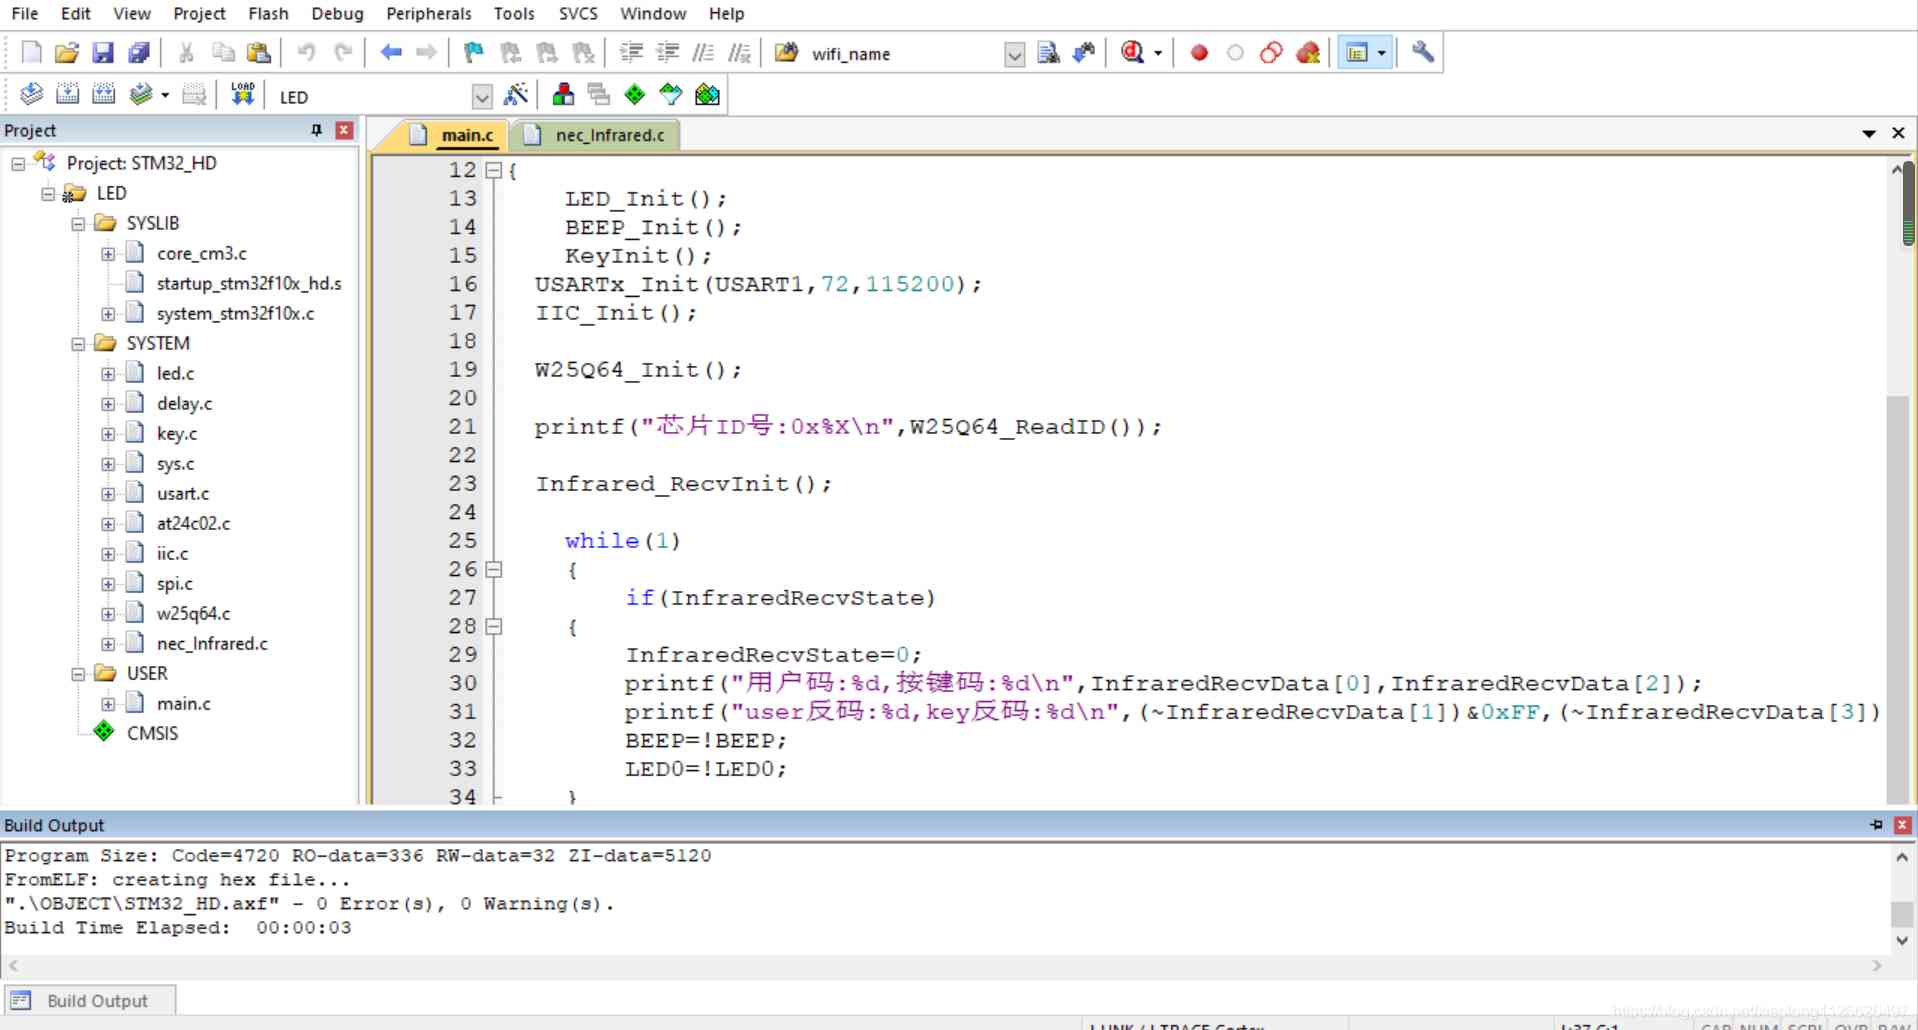 File Edit View Project Flash Debug Peripherals Tools SVCS Window Help
wifi_name
LOAD LED
Project
Project: STM32_HD
LED
SYSLIB
core_cm3.c
startup_stm32f10x_hd.s
system_stm32f10x.c
SYSTEM
led.c
delay.c
key.c
sys.c
usart.c
at24c02.c
iic.c
spi.c
w25q64.c
nec_Infrared.c
USER
main.c
CMSIS
main.c nec_Infrared.c
12 {
13 LED_Init();
14 BEEP_Init();
15 KeyInit();
16 USARTx_Init(USART1,72,115200);
17 IIC_Init();
18
19 W25Q64_Init();
20
21 printf("芯片ID号:0x%X\n",W25Q64_ReadID());
22
23 Infrared_RecvInit();
24
25 while(1)
26 {
27 if(InfraredRecvState)
28 {
29 InfraredRecvState=0;
30 printf("用户码:%d,按键码:%d\n",InfraredRecvData[0],InfraredRecvData[2]);
31 printf("user反码:%d,key反码:%d\n",(~InfraredRecvData[1])&0xFF,(~InfraredRecvData[3])
32 BEEP=!BEEP;
33 LED0=!LED0;
34 }
Build Output
Program Size: Code=4720 RO-data=336 RW-data=32 ZI-data=5120
FromELF: creating hex file...
".\OBJECT\STM32_HD.axf" - 0 Error(s), 0 Warning(s).
Build Time Elapsed: 00:00:03
Build Output